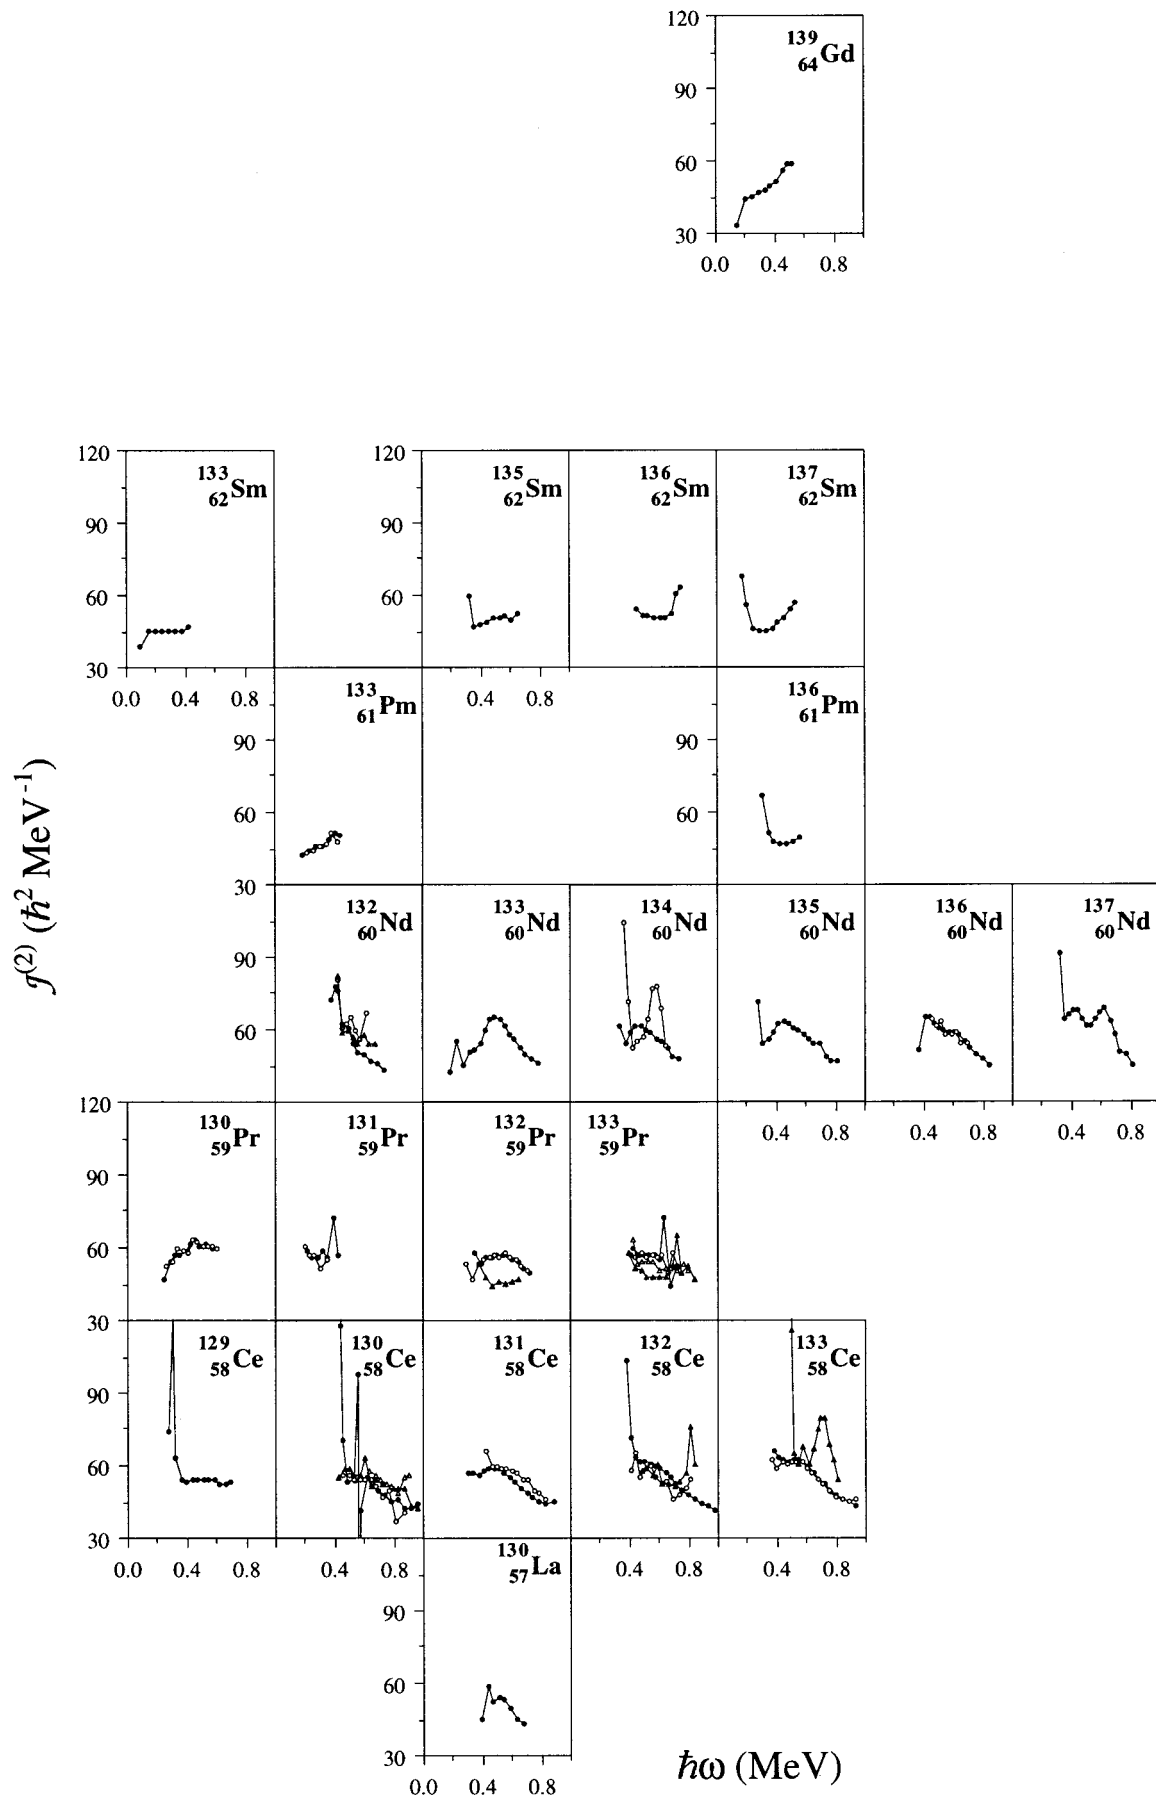 120
139
64Gd
90
60
30
0.0 0.4 0.8
120 120
133
62Sm
135
62Sm
136
62Sm
137
62Sm
90 90
60 60
30 30
0.0 0.4 0.8 0.4 0.8
133
61Pm
136
61Pm
90 90
60 60
30
132
60Nd
133
60Nd
134
60Nd
135
60Nd
136
60Nd
137
60Nd
90
60
𝒥(2) (ℏ2 MeV-1)
120
130
59Pr
131
59Pr
132
59Pr
133
59Pr
0.4 0.8 0.4 0.8 0.4 0.8
90
60
30
129
58Ce
130
58Ce
131
58Ce
132
58Ce
133
58Ce
90
60
30
0.0 0.4 0.8 0.4 0.8 0.4 0.8 0.4 0.8
130
57La
90
60
30
0.0 0.4 0.8
ℏω (MeV)